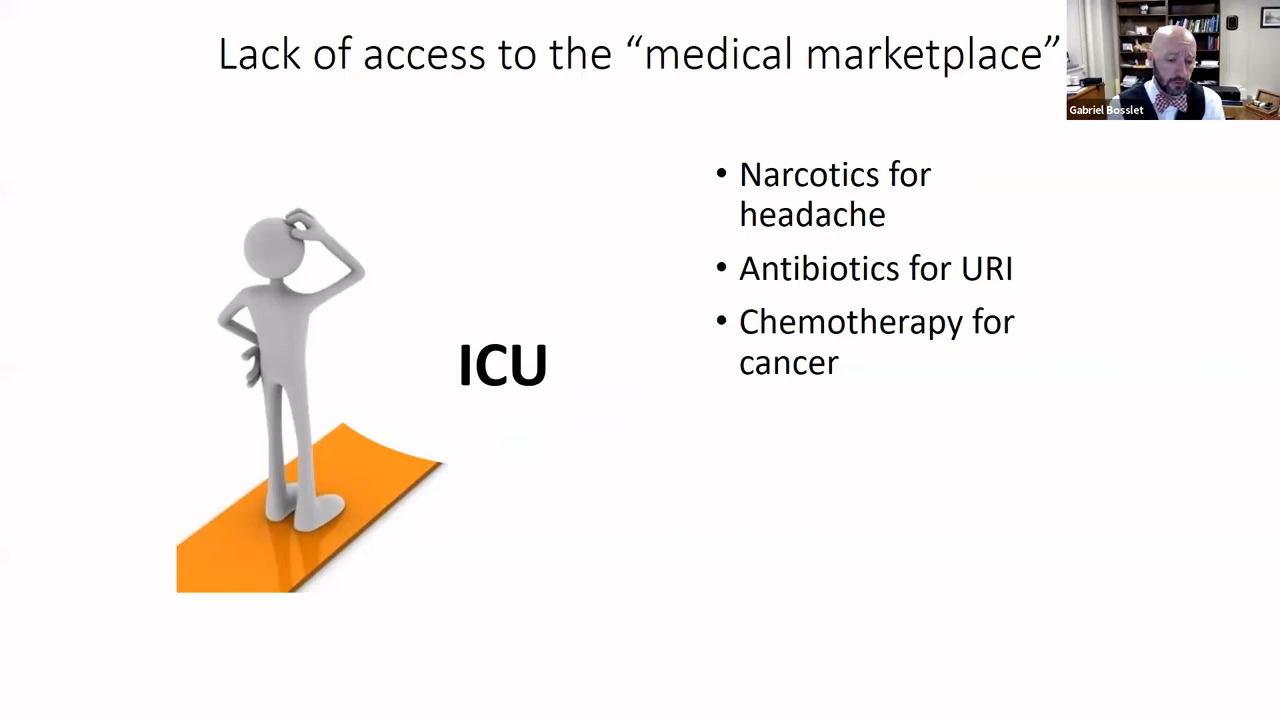 Lack of access to the “medical marketplace”
Gabriel Bosslet
• Narcotics for
headache
• Antibiotics for URI
• Chemotherapy for
cancer
ICU